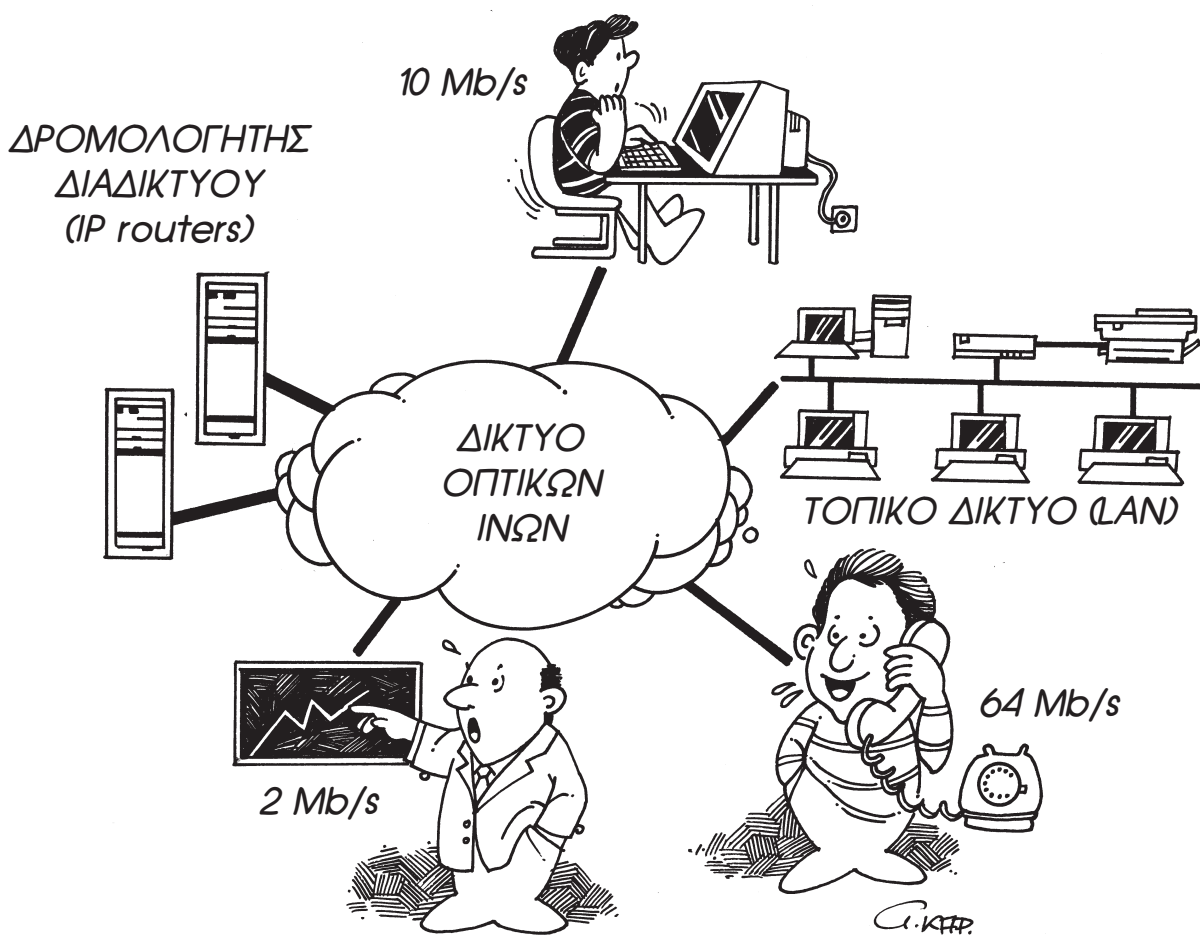 10 Mb/s
ΔΡΟΜΟΛΟΓΗΤΗΣ
ΔΙΑΔΙΚΤΥΟΥ
(IP routers)
ΔΙΚΤΥΟ
ΟΠΤΙΚΩΝ
ΙΝΩΝ
ΤΟΠΙΚΟ ΔΙΚΤΥΟ (LAN)
64 Mb/s
2 Mb/s